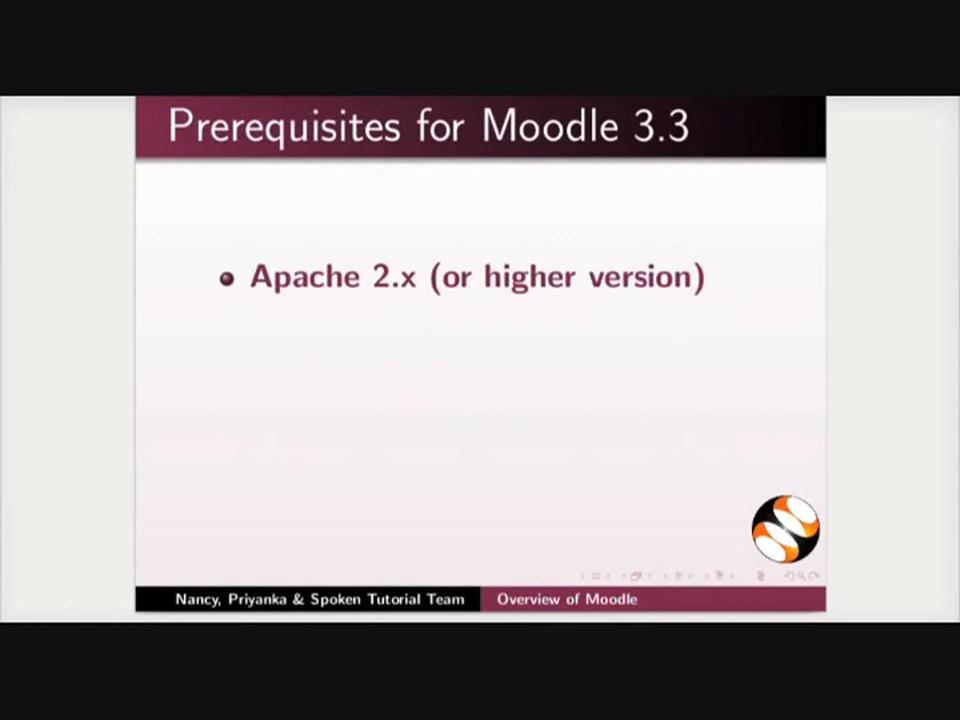 Prerequisites for Moodle 3.3
Apache 2.x (or higher version)
Nancy, Priyanka & Spoken Tutorial Team
Overview of Moodle